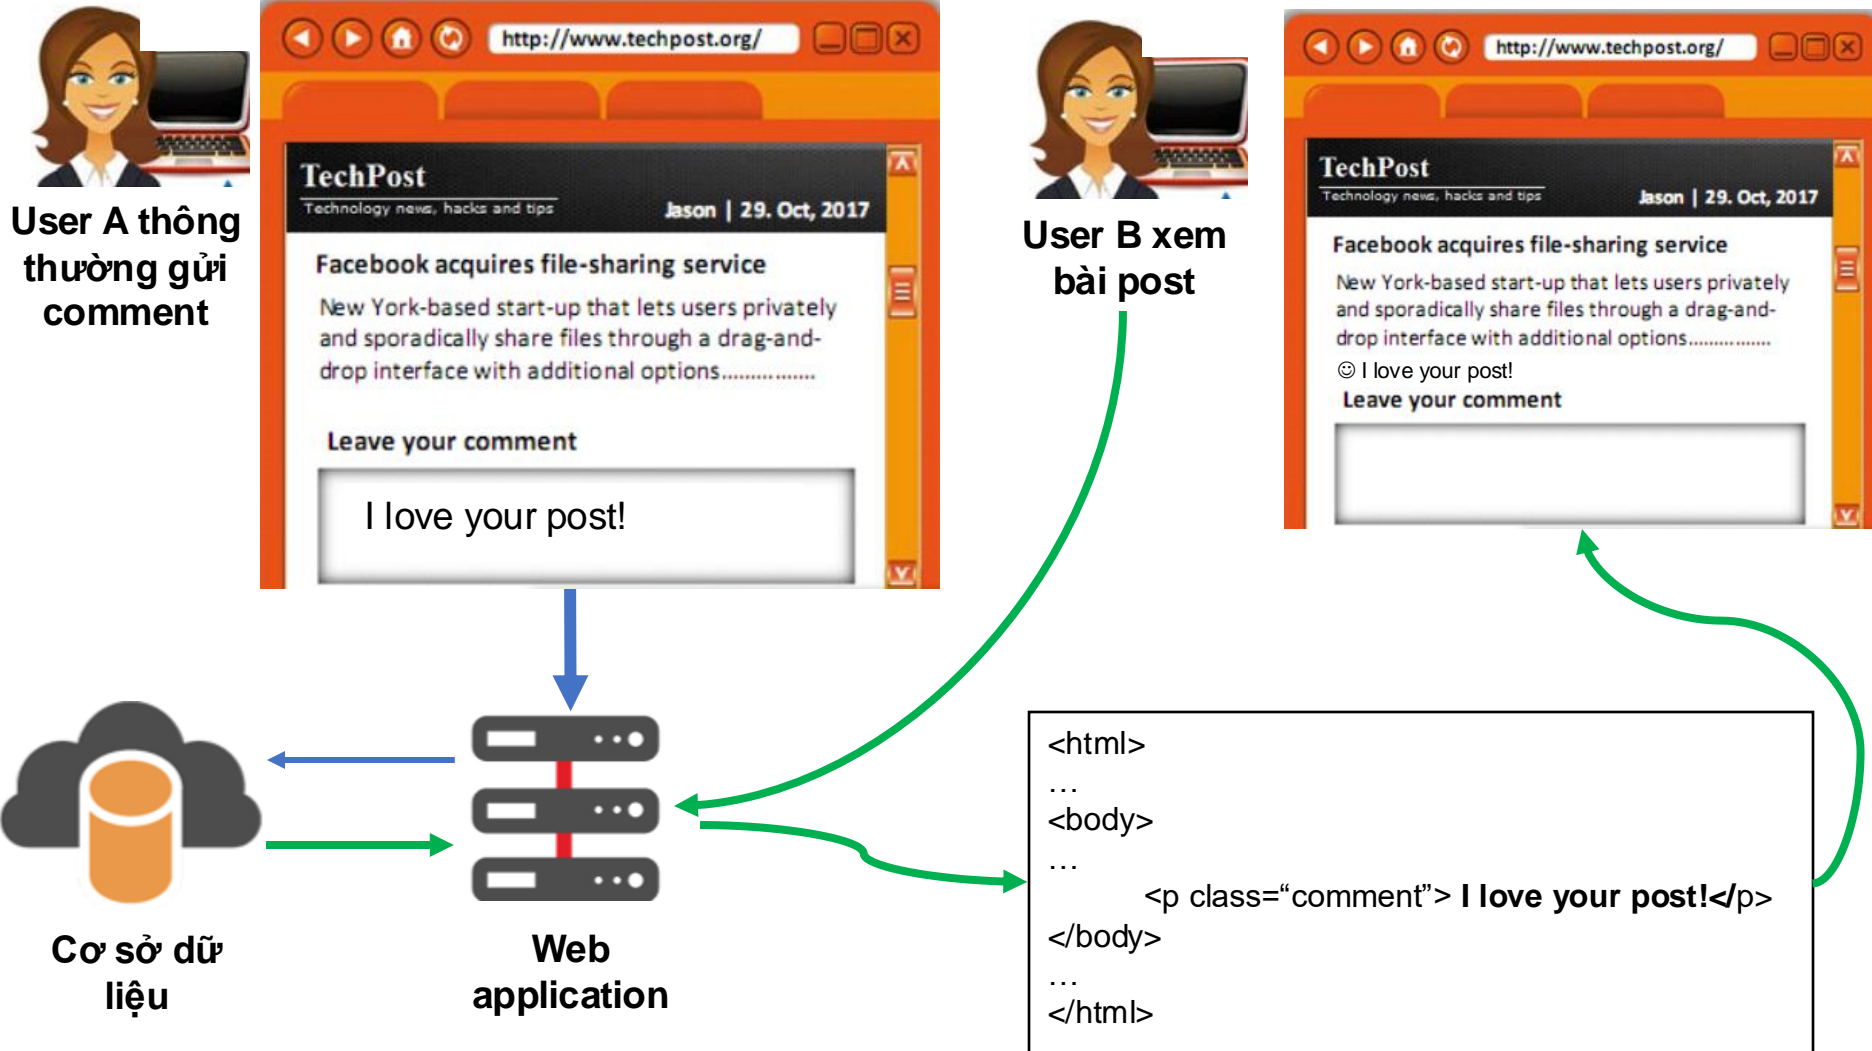 User A thông
thường gửi
comment
http://www.techpost.org/
TechPost
Technology news, hacks and tips
Jason | 29. Oct, 2017
Facebook acquires file-sharing service
New York-based start-up that lets users privately
and sporadically share files through a drag-and-
drop interface with additional options................
Leave your comment
I love your post!
User B xem
bài post
http://www.techpost.org/
TechPost
Technology news, hacks and tips
Jason | 29. Oct, 2017
Facebook acquires file-sharing service
New York-based start-up that lets users privately
and sporadically share files through a drag-and-
drop interface with additional options................
☺ I love your post!
Leave your comment
Cơ sở dữ
liệu
Web
application
<html>
…
<body>
…
<p class=“comment”> I love your post!</p>
</body>
…
</html>